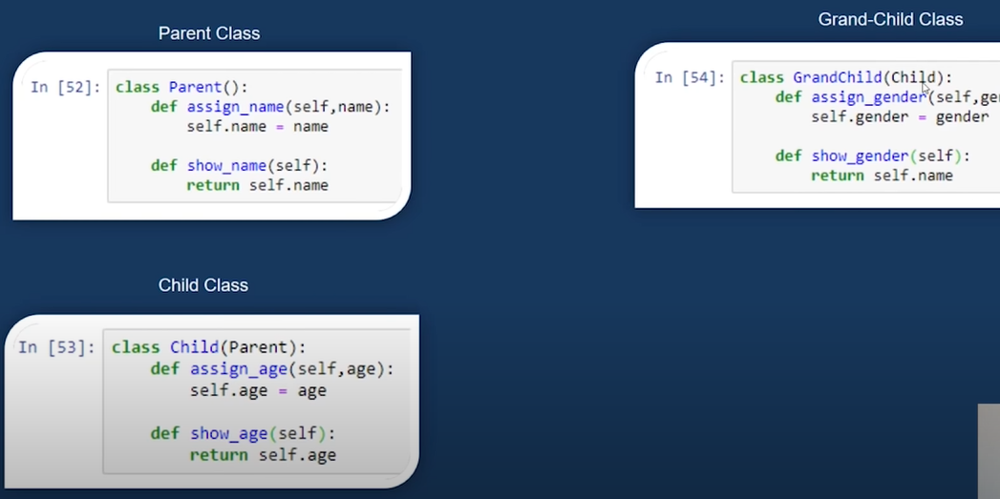 Parent Class
In [52]: class Parent():
def assign_name(self,name):
self.name = name
def show_name(self):
return self.name
Grand-Child Class
In [54]: class GrandChild(Child):
def assign_gender(self,
self.gender = gender
def show_gender(self):
return self.name
Child Class
In [53]: class Child(Parent):
def assign_age(self,age):
self.age = age
def show_age(self):
return self.age